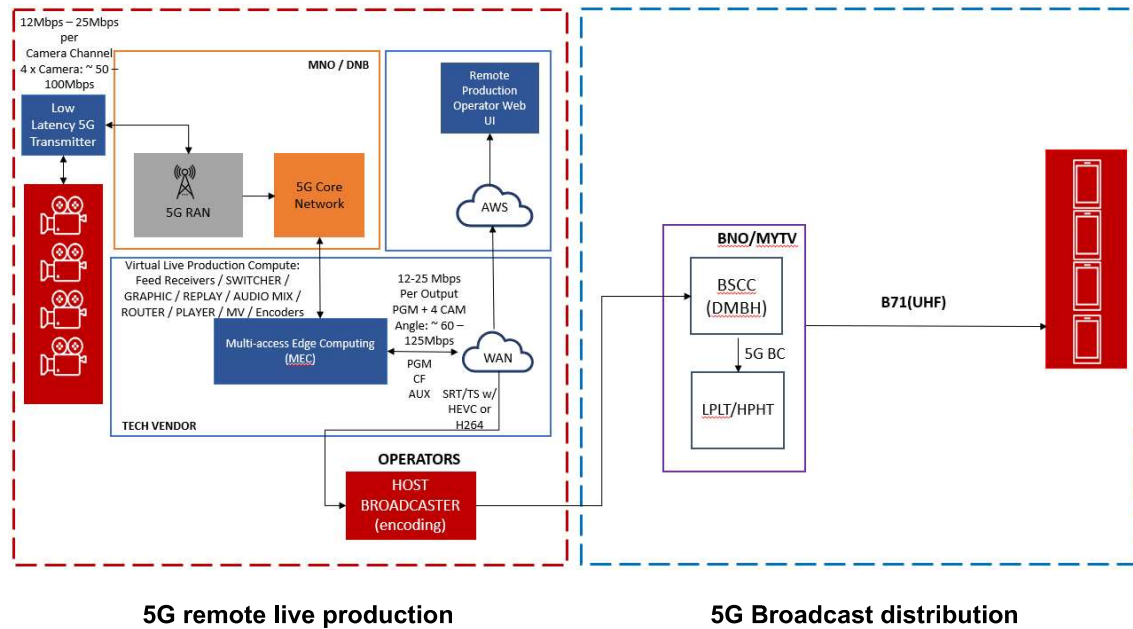 12Mbps – 25Mbps
per
Camera Channel
4 x Camera: ~ 50 –
100Mbps
Low
Latency 5G
Transmitter
MNO / DNB
5G RAN
5G Core
Network
Remote
Production
Operator Web
UI
AWS
Virtual Live Production Compute:
Feed Receivers / SWITCHER /
GRAPHIC / REPLAY / AUDIO MIX /
ROUTER / PLAYER / MV / Encoders
Multi-access Edge Computing
(MEC)
12-25 Mbps
Per Output
PGM + 4 CAM
Angle: ~ 60 –
125Mbps
WAN
PGM
CF
AUX
SRT/TS w/
HEVC or
H264
TECH VENDOR
OPERATORS
HOST
BROADCASTER
(encoding)
BNO/MYTV
BSCC
(DMBH)
5G BC
LPLT/HPHT
B71(UHF)
5G remote live production
5G Broadcast distribution